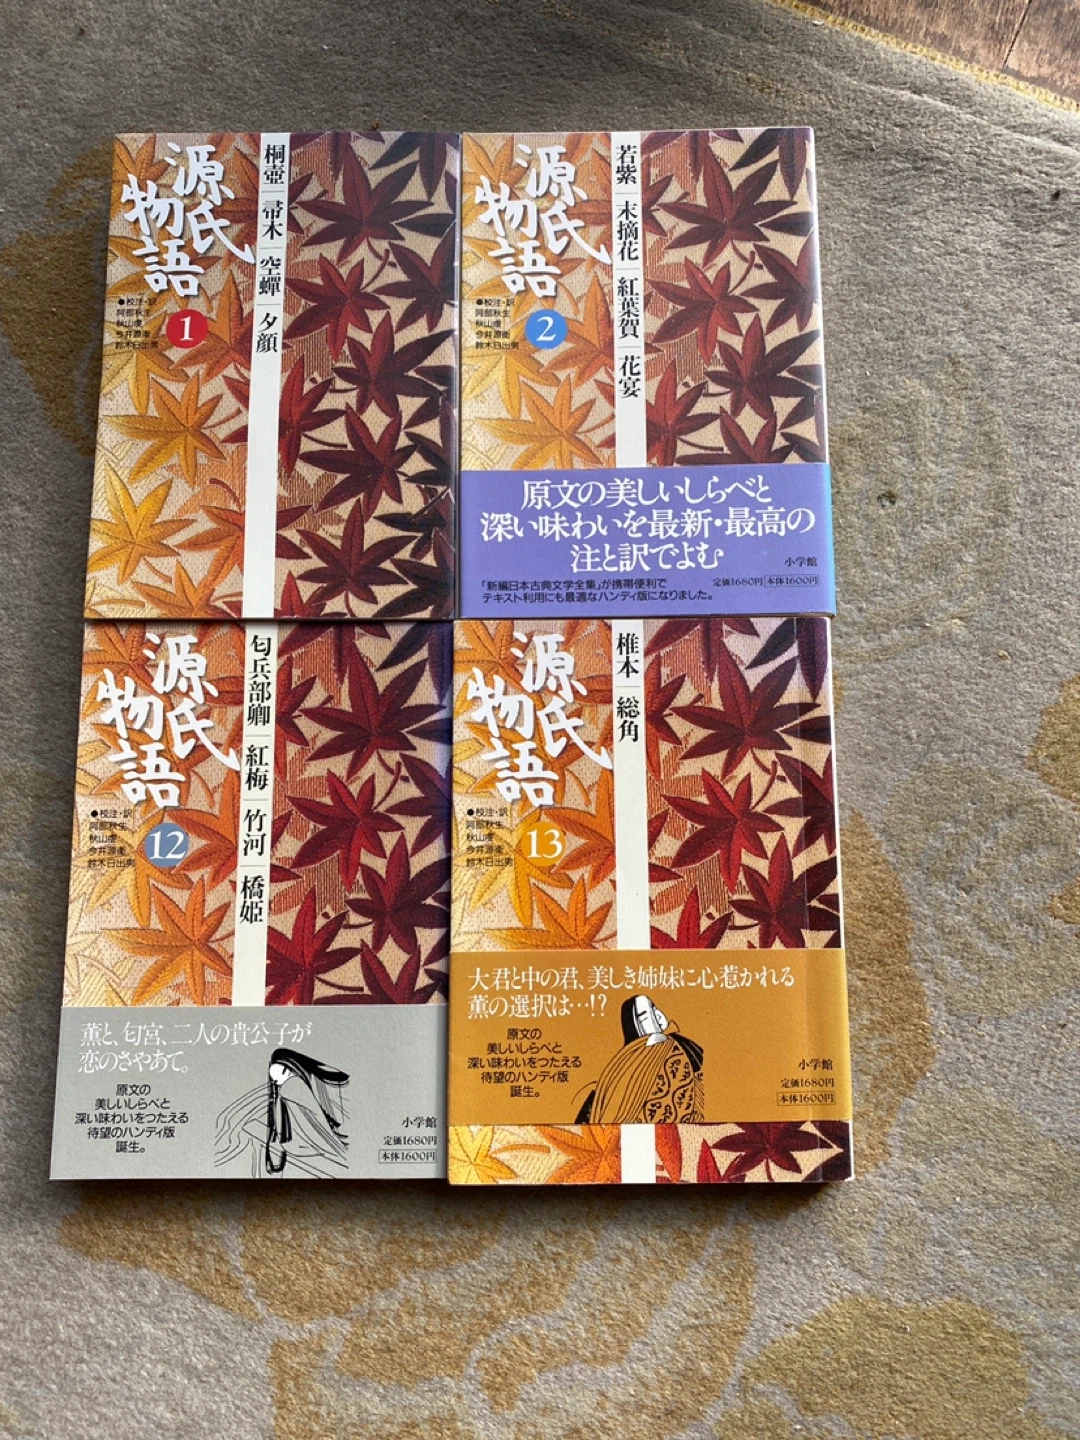 源氏物語
1
●校注・訳
阿部秋生
秋山虔
今井源衛
鈴木日出男
桐壺
帚木
空蟬
夕顔
源氏物語
2
●校注・訳
阿部秋生
秋山虔
今井源衛
鈴木日出男
若紫
末摘花
紅葉賀
花宴
原文の美しいしらべと
深い味わいを最新・最高の
注と訳でよむ
小学館
「新編日本古典文学全集」が携帯便利で
テキスト利用にも最適なハンディ版になりました。
定価1680円 本体1600円
源氏物語
12
●校注・訳
阿部秋生
秋山虔
今井源衛
鈴木日出男
匂兵部卿
紅梅
竹河
橋姫
薫と、匂宮、二人の貴公子が
恋のさやあて。
原文の
美しいしらべと
深い味わいをつたえる
待望のハンディ版
誕生。
小学館
定価1680円
本体1600円
源氏物語
13
●校注・訳
阿部秋生
秋山虔
今井源衛
鈴木日出男
椎本
総角
大君と中の君、美しき姉妹に心惹かれる
薫の選択は…!?
原文の
美しいしらべと
深い味わいをつたえる
待望のハンディ版
誕生。
小学館
定価1680円
本体1600円